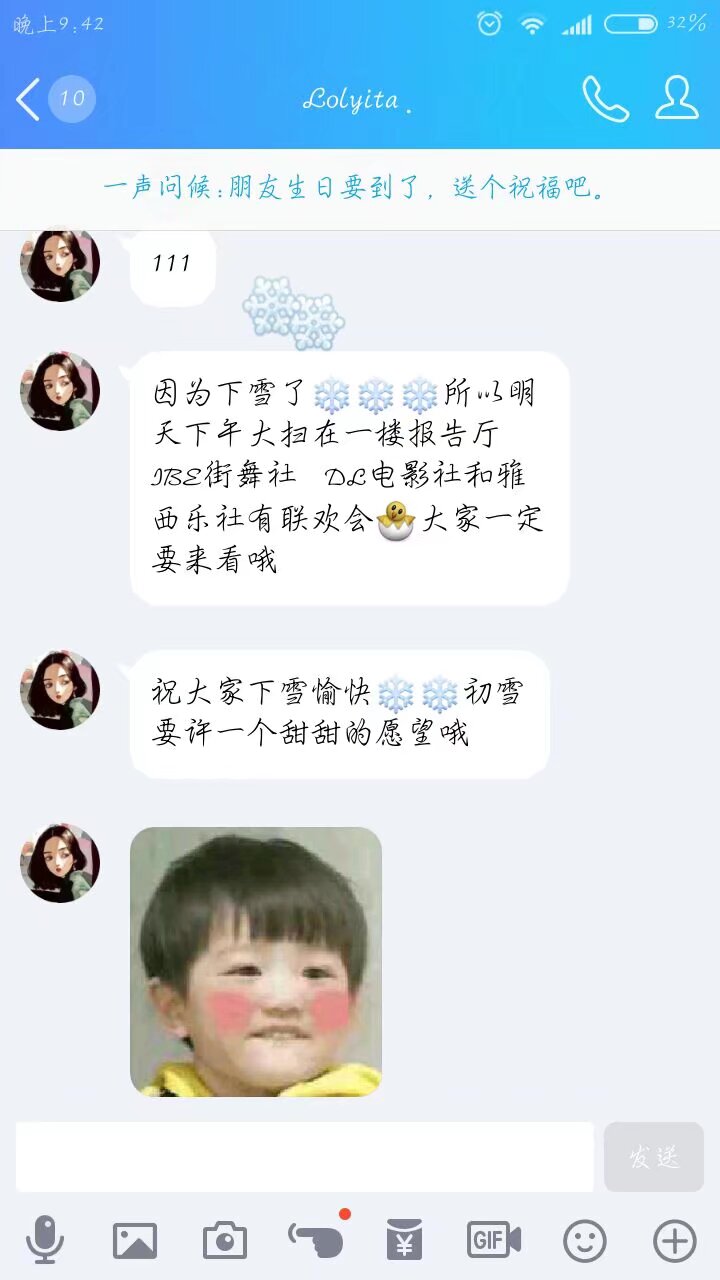 晚上9:42
32%
10
Lolyita .
一声问候:朋友生日要到了，送个祝福吧。
111
因为下雪了❄❄❄所以明
天下午大扫在一楼报告厅
IBE街舞社 DL电影社和雅
西乐社有联欢会🐣大家一定
要来看哦
祝大家下雪愉快❄❄初雪
要许一个甜甜的愿望哦
发送
¥
GIF